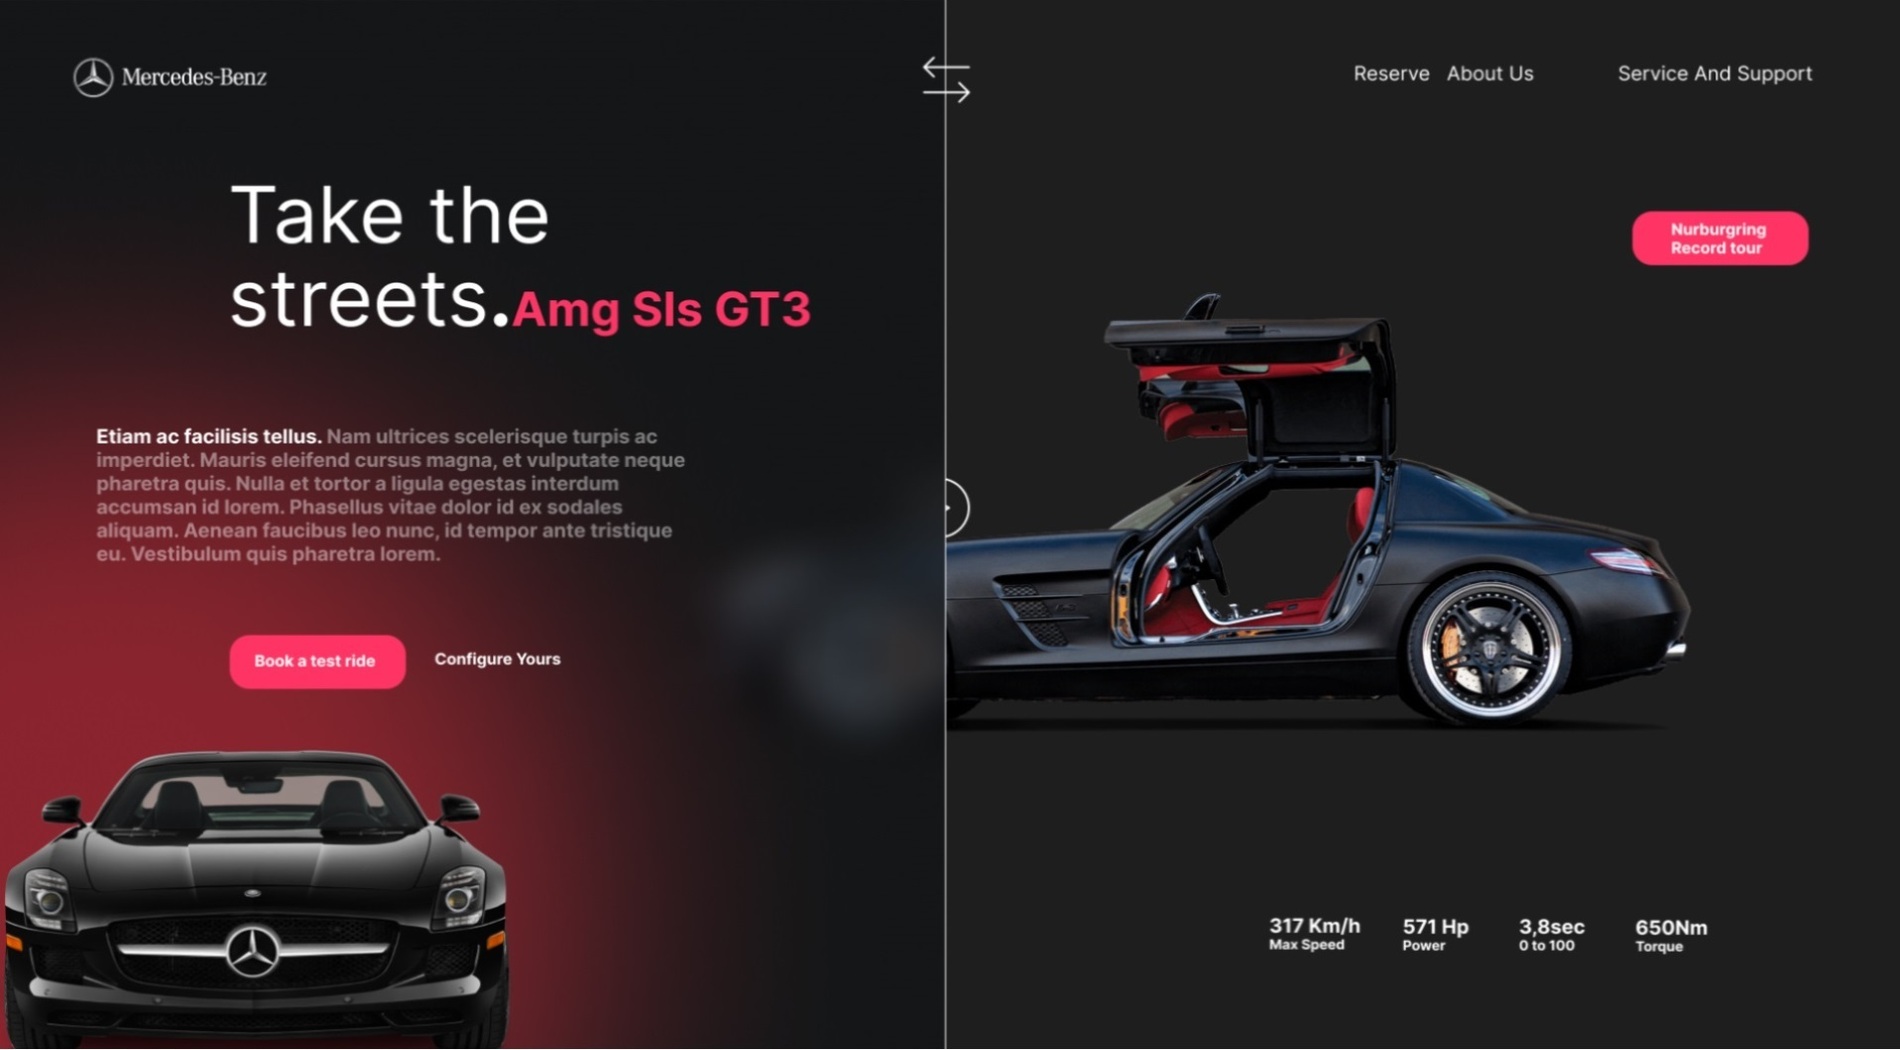 Mercedes-Benz
Reserve About Us Service And Support
Take the
streets.Amg Sls GT3
Nurburgring
Record tour
Etiam ac facilisis tellus. Nam ultrices scelerisque turpis ac
imperdiet. Mauris eleifend cursus magna, et vulputate neque
pharetra quis. Nulla et tortor a ligula egestas interdum
accumsan id lorem. Phasellus vitae dolor id ex sodales
aliquam. Aenean faucibus leo nunc, id tempor ante tristique
eu. Vestibulum quis pharetra lorem.
Book a test ride Configure Yours
317 Km/h 571 Hp 3,8sec 650Nm
Max Speed Power 0 to 100 Torque